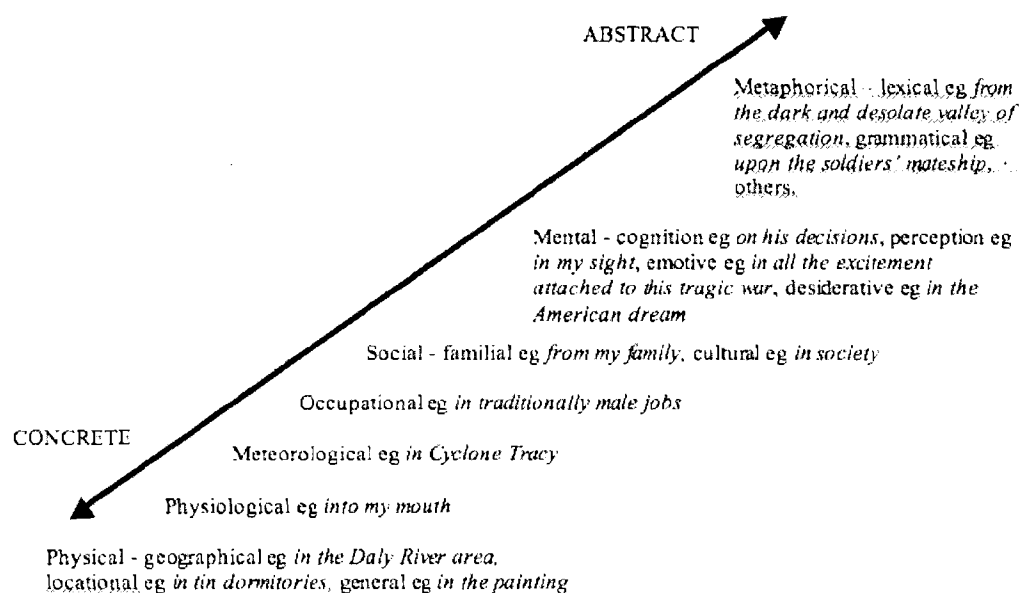 ABSTRACT
Metaphorical - lexical eg from
the dark and desolate valley of
segregation, grammatical eg
upon the soldiers' mateship,
others.
Mental - cognition eg on his decisions, perception eg
in my sight, emotive eg in all the excitement
attached to this tragic war, desiderative eg in the
American dream
Social - familial eg from my family, cultural eg in society
Occupational eg in traditionally male jobs
CONCRETE
Meteorological eg in Cyclone Tracy
Physiological eg into my mouth
Physical - geographical eg in the Daly River area,
locational eg in tin dormitories, general eg in the painting